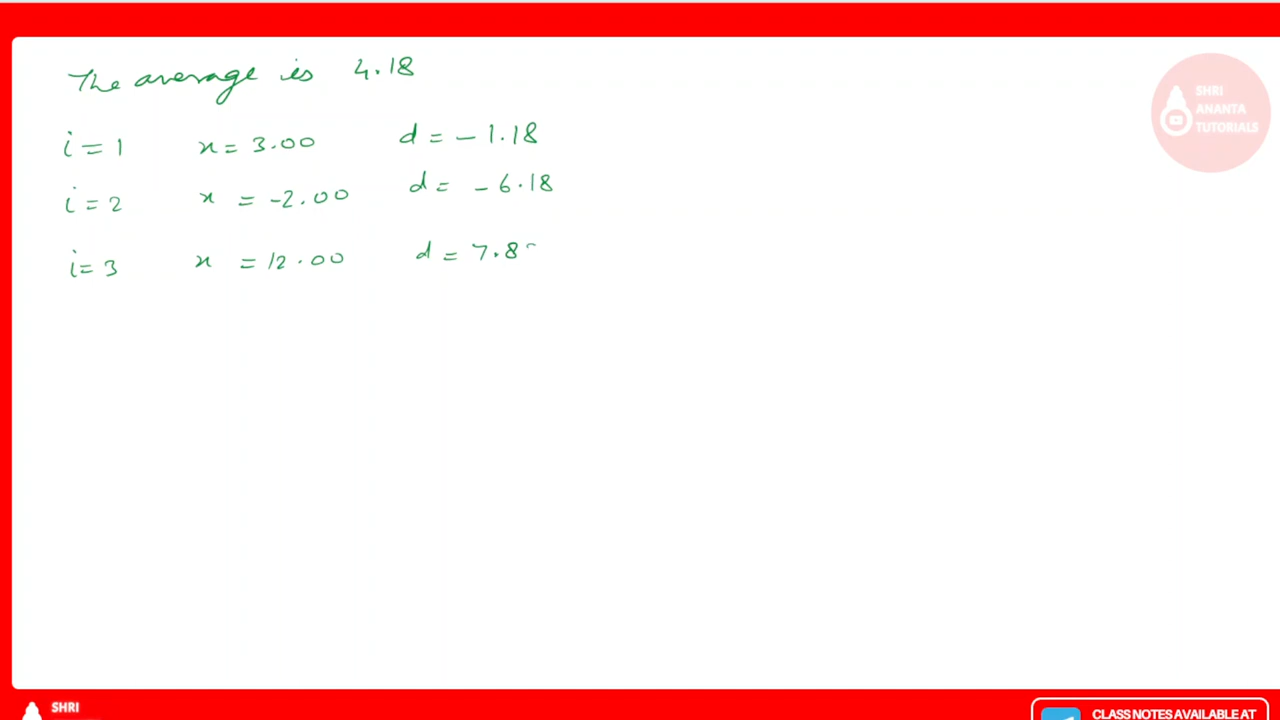 The average is 4.18
i = 1 x = 3.00 d = - 1.18
i = 2 x = -2.00 d = - 6.18
i = 3 x = 12.00 d = 7.8
SHRI
ANANTA
TUTORIALS
SHRI
CLASS NOTES AVAILABLE AT